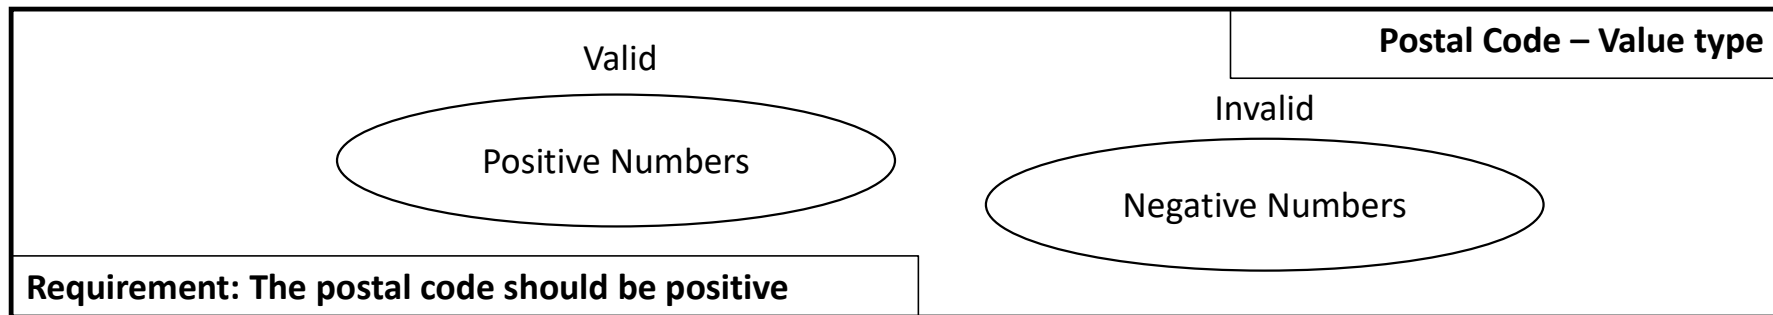 Postal Code – Value type
Valid
Invalid
Positive Numbers
Negative Numbers
Requirement: The postal code should be positive